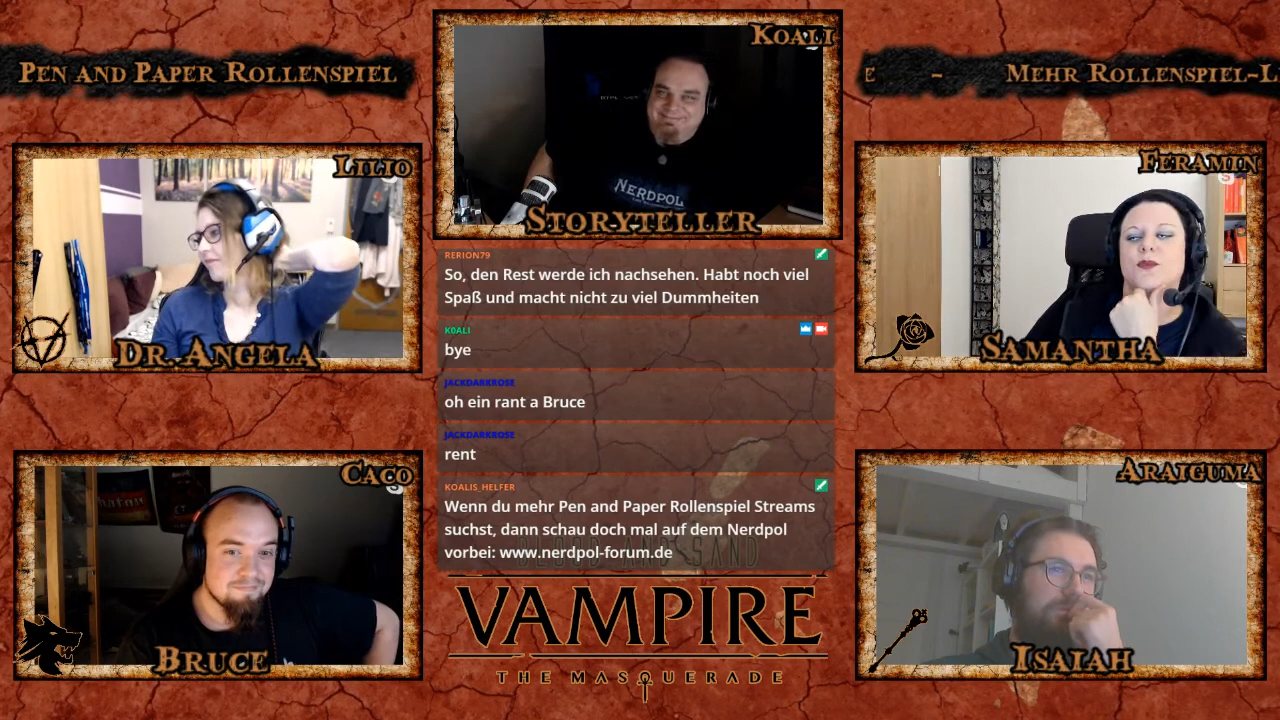 Pen and Paper Rollenspiel
Koali
E - Mehr Rollenspiel-L
NERDPOL
Storyteller
Lilio
Dr. Angela
Feramin
Samantha
RERION79
So, den Rest werde ich nachsehen. Habt noch viel
Spaß und macht nicht zu viel Dummheiten
K0ALI
bye
JACKDARKROSE
oh ein rant a Bruce
JACKDARKROSE
rent
KOALIS_HELFER
Wenn du mehr Pen and Paper Rollenspiel Streams
suchst, dann schau doch mal auf dem Nerdpol
vorbei: www.nerdpol-forum.de
BLOOD AND SAND
VAMPIRE
THE MASQUERADE
Caco
Bruce
Araiguma
Isaiah